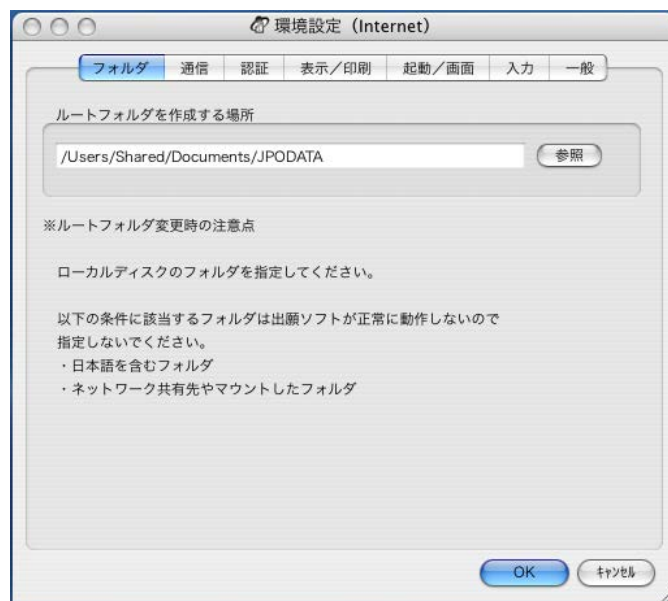 環境設定（Internet）
フォルダ 通信 認証 表示／印刷 起動／画面 入力 一般
ルートフォルダを作成する場所
/Users/Shared/Documents/JPODATA 参照
※ルートフォルダ変更時の注意点
ローカルディスクのフォルダを指定してください。
以下の条件に該当するフォルダは出願ソフトが正常に動作しないので
指定しないでください。
・日本語を含むフォルダ
・ネットワーク共有先やマウントしたフォルダ
OK ｷｬﾝｾﾙ